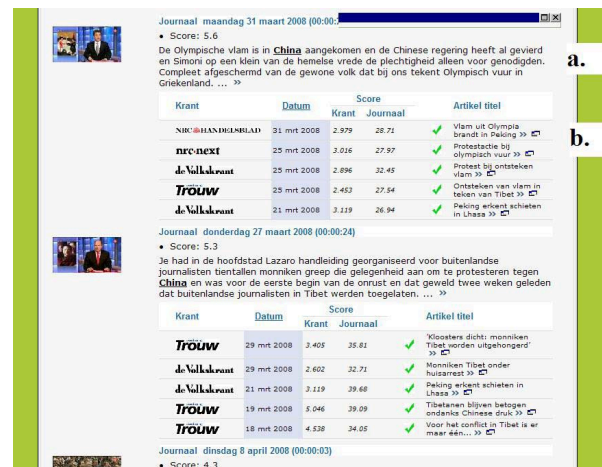 Journaal maandag 31 maart 2008 (00:00:
• Score: 5.6
De Olympische vlam is in China aangekomen en de Chinese regering heeft al gevierd
en Simoni op een klein van de hemelse vrede de plechtigheid alleen voor genodigden.
Compleet afgeschermd van de gewone volk dat bij ons tekent Olympisch vuur in
Griekenland. ... »
a.
Krant Datum Score Artikel titel
Krant Journaal
NRC HANDELSBLAD 31 mrt 2008 2.979 28.71 Vlam uit Olympia
brandt in Peking »
b.
nrc.next 25 mrt 2008 3.016 27.97 Protestactie bij
olympisch vuur »
de Volkskrant 25 mrt 2008 2.896 32.45 Protest bij ontsteken
vlam »
Trouw 25 mrt 2008 2.453 27.54 Ontsteken van vlam in
teken van Tibet »
de Volkskrant 21 mrt 2008 3.119 26.94 Peking erkent schieten
in Lhasa »
Journaal donderdag 27 maart 2008 (00:00:24)
• Score: 5.3
Je had in de hoofdstad Lazaro handleiding georganiseerd voor buitenlandse
journalisten tientallen monniken greep die gelegenheid aan om te protesteren tegen
China en was voor de eerste begin van de onrust en dat geweld twee weken geleden
dat buitenlandse journalisten in Tibet werden toegelaten. ... »
Krant Datum Score Artikel titel
Krant Journaal
Trouw 29 mrt 2008 3.405 35.81 'Kloosters dicht: monniken
Tibet worden uitgehongerd'
»
de Volkskrant 29 mrt 2008 2.602 32.71 Monniken Tibet onder
huisarrest »
de Volkskrant 21 mrt 2008 3.119 39.68 Peking erkent schieten in
Lhasa »
Trouw 19 mrt 2008 5.046 39.09 Tibetanen blijven betogen
ondanks Chinese druk »
Trouw 18 mrt 2008 4.538 34.05 Voor het conflict in Tibet is er
maar één... »
Journaal dinsdag 8 april 2008 (00:00:03)
• Score: 4.3